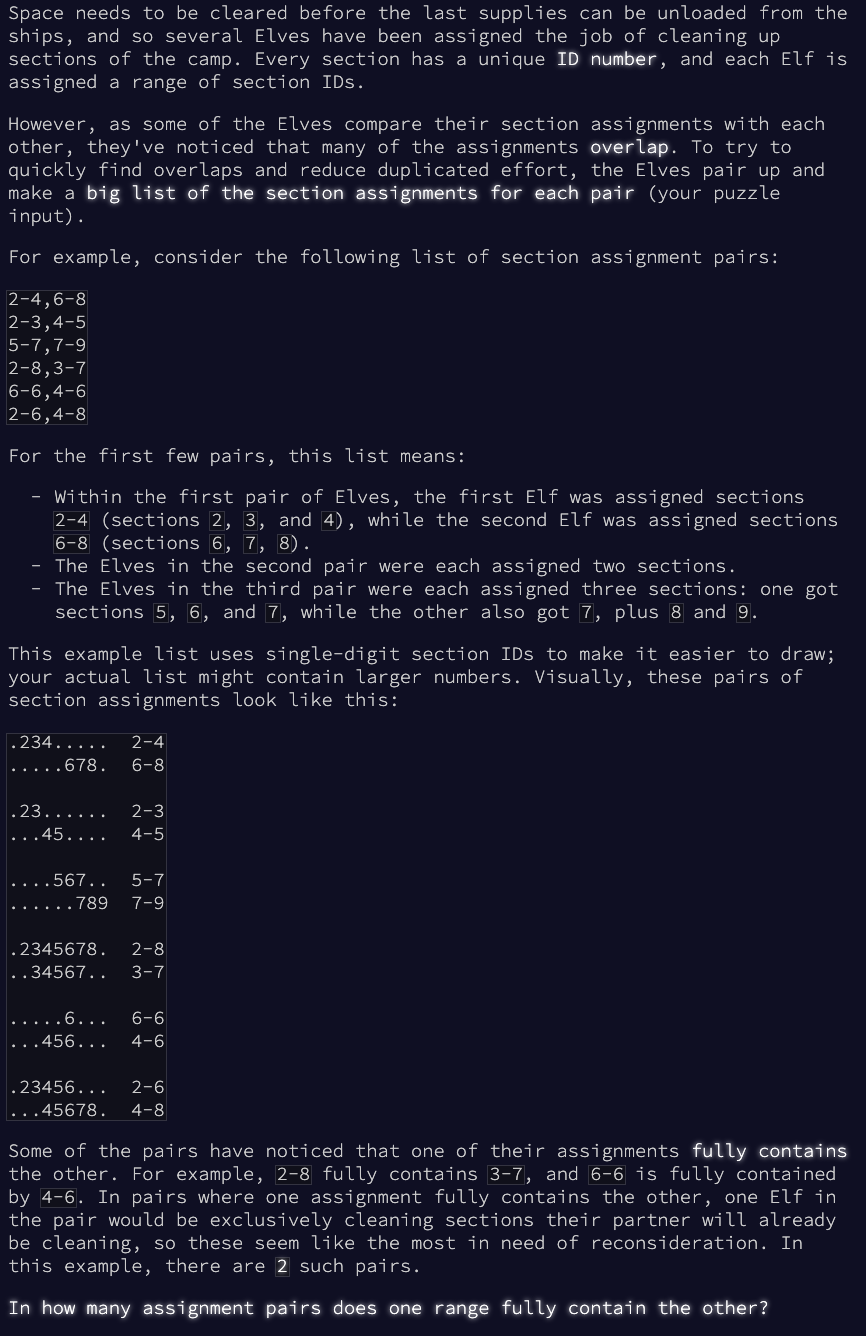 Space needs to be cleared before the last supplies can be unloaded from the
ships, and so several Elves have been assigned the job of cleaning up
sections of the camp. Every section has a unique ID number, and each Elf is
assigned a range of section IDs.
However, as some of the Elves compare their section assignments with each
other, they've noticed that many of the assignments overlap. To try to
quickly find overlaps and reduce duplicated effort, the Elves pair up and
make a big list of the section assignments for each pair (your puzzle
input).
For example, consider the following list of section assignment pairs:
2-4,6-8
2-3,4-5
5-7,7-9
2-8,3-7
6-6,4-6
2-6,4-8
For the first few pairs, this list means:
- Within the first pair of Elves, the first Elf was assigned sections
2-4 (sections 2, 3, and 4), while the second Elf was assigned sections
6-8 (sections 6, 7, 8).
- The Elves in the second pair were each assigned two sections.
- The Elves in the third pair were each assigned three sections: one got
sections 5, 6, and 7, while the other also got 7, plus 8 and 9.
This example list uses single-digit section IDs to make it easier to draw;
your actual list might contain larger numbers. Visually, these pairs of
section assignments look like this:
.234.....  2-4
.....678.  6-8
.23......  2-3
...45....  4-5
....567..  5-7
......789  7-9
.2345678.  2-8
..34567..  3-7
.....6...  6-6
...456...  4-6
.23456...  2-6
...45678.  4-8
Some of the pairs have noticed that one of their assignments fully contains
the other. For example, 2-8 fully contains 3-7, and 6-6 is fully contained
by 4-6. In pairs where one assignment fully contains the other, one Elf in
the pair would be exclusively cleaning sections their partner will already
be cleaning, so these seem like the most in need of reconsideration. In
this example, there are 2 such pairs.
In how many assignment pairs does one range fully contain the other?